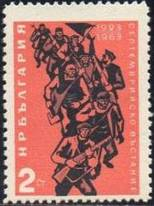 1923
1963
СЕПТЕМВРИЙСКО ВЪСТАНИЕ
НР БЪЛГАРИЯ
2 СТ